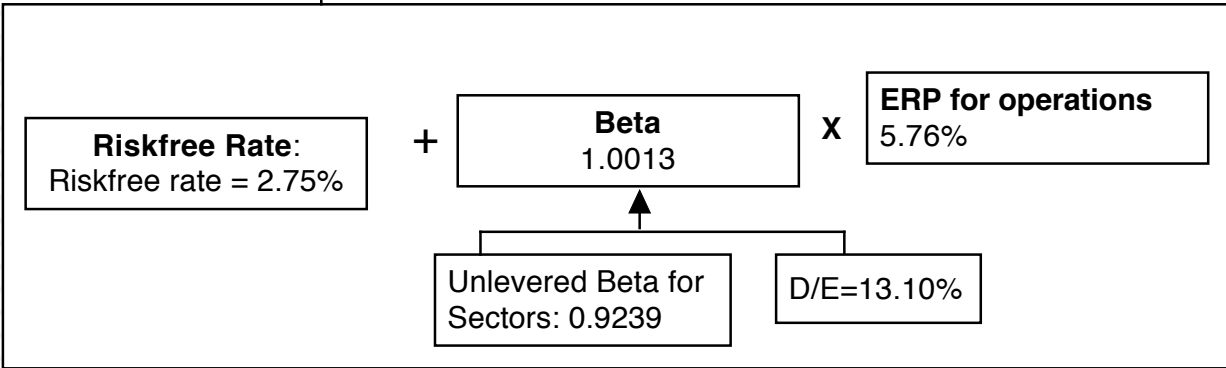 Riskfree Rate:
Riskfree rate = 2.75%
+
Beta
1.0013
X
ERP for operations
5.76%
Unlevered Beta for
Sectors: 0.9239
D/E=13.10%